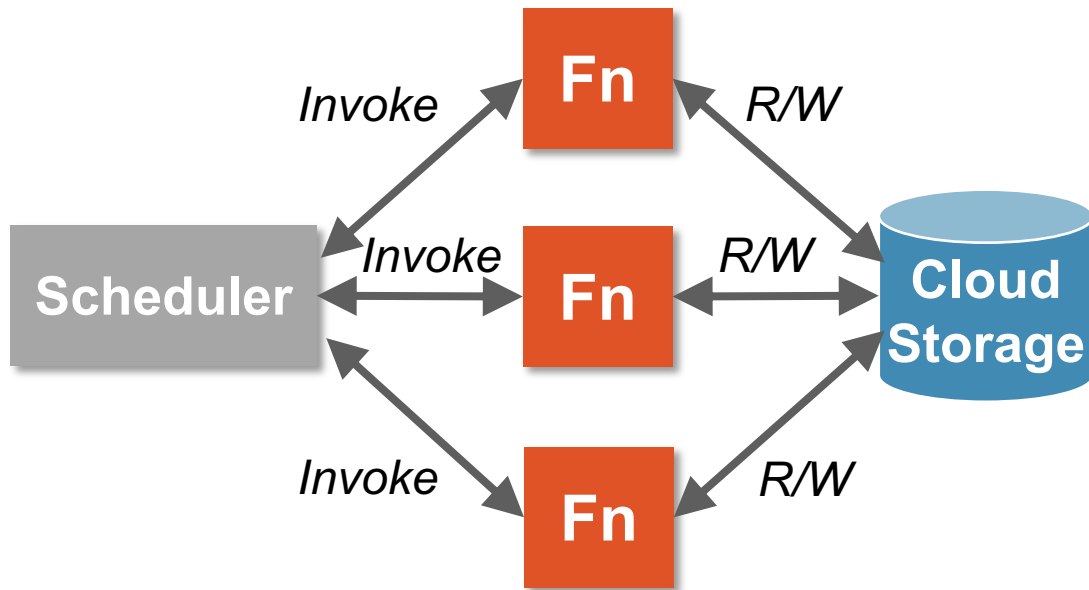 Fn
Invoke
R/W
Scheduler
Invoke
Fn
R/W
Cloud
Storage
Invoke
Fn
R/W